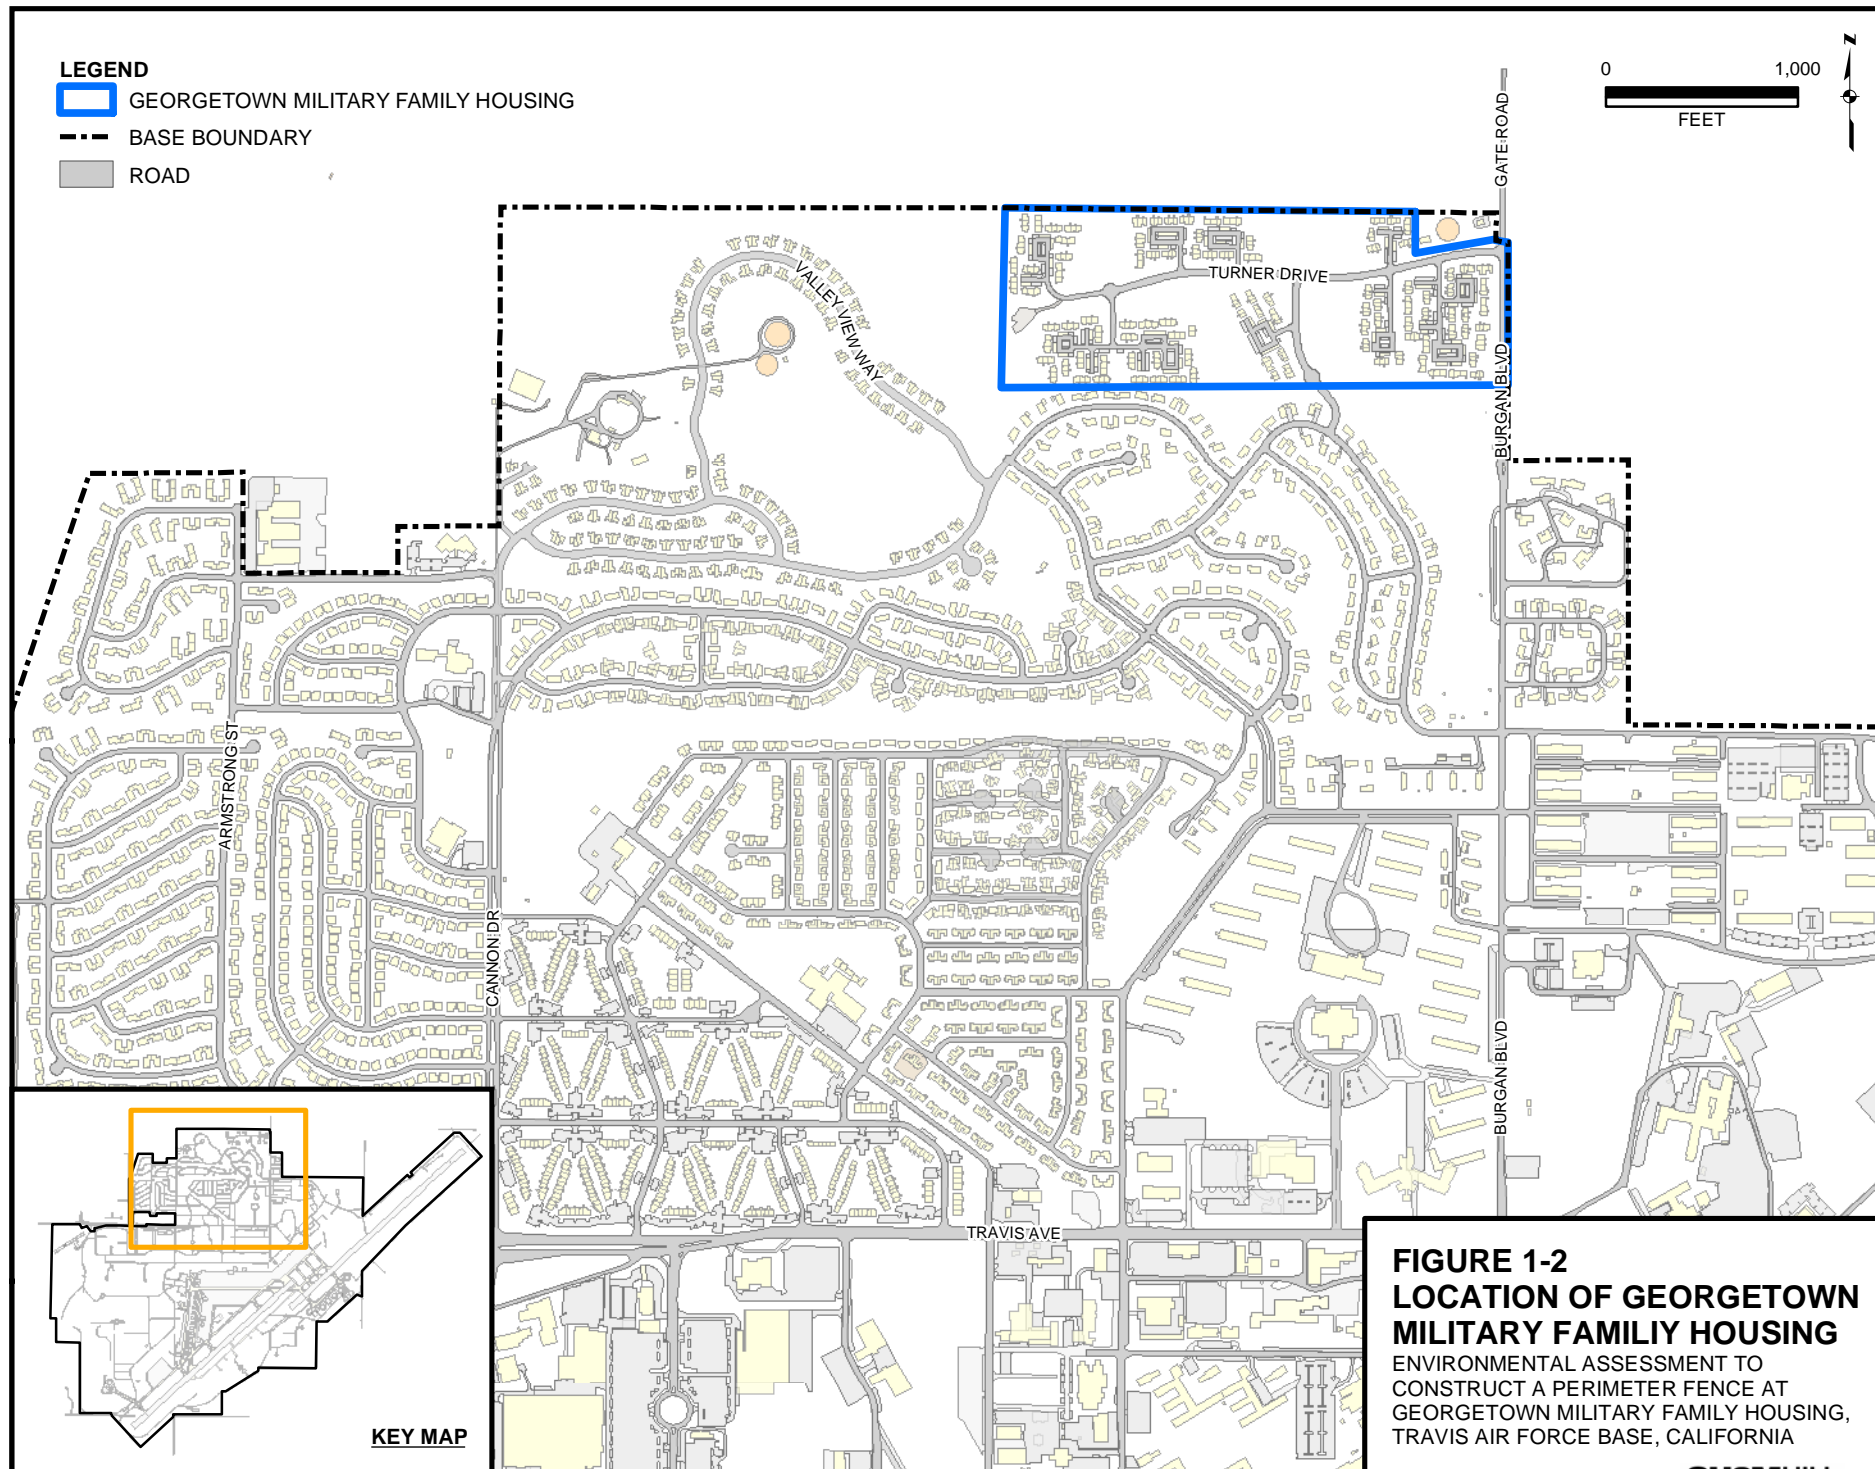 LEGEND
GEORGETOWN MILITARY FAMILY HOUSING
BASE BOUNDARY
ROAD
0 1,000
FEET
N
GATE ROAD
TURNER DRIVE
VALLEY VIEW WAY
BURGAN BLVD
ARMSTRONG ST
CANNON DR
BURGAN BLVD
TRAVIS AVE
KEY MAP
FIGURE 1-2
LOCATION OF GEORGETOWN
MILITARY FAMILIY HOUSING
ENVIRONMENTAL ASSESSMENT TO
CONSTRUCT A PERIMETER FENCE AT
GEORGETOWN MILITARY FAMILY HOUSING,
TRAVIS AIR FORCE BASE, CALIFORNIA